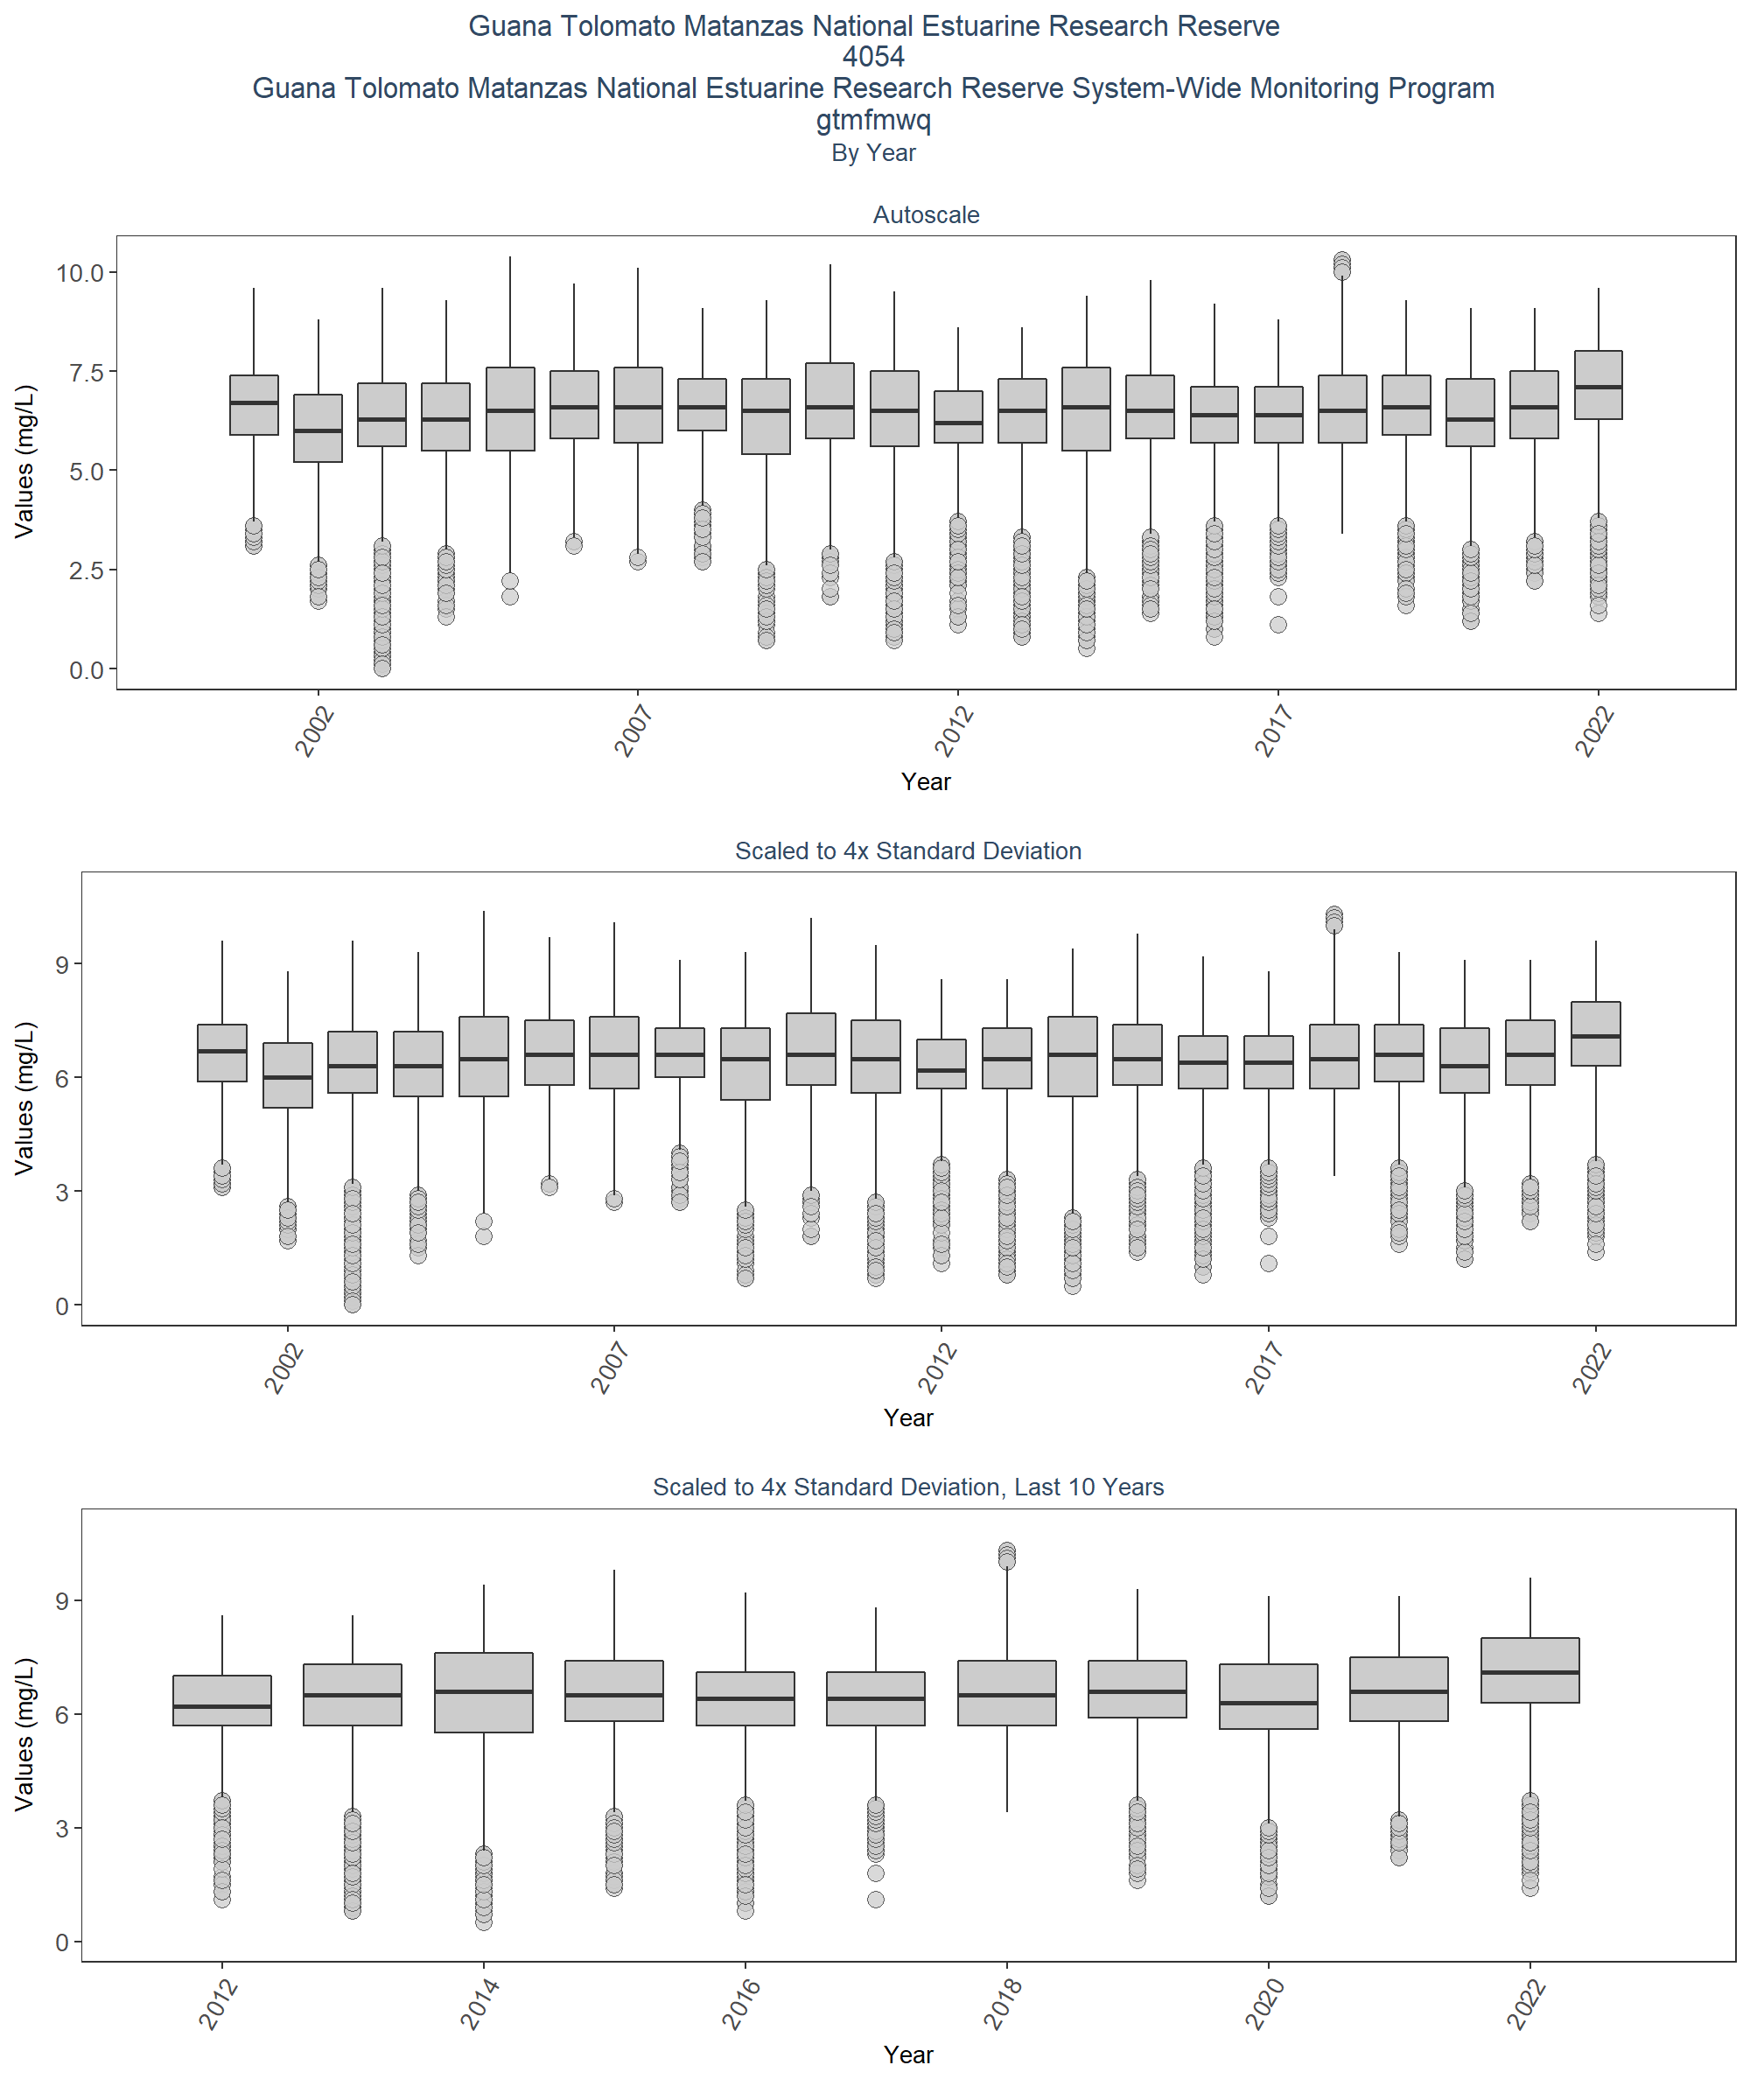 Guana Tolomato Matanzas National Estuarine Research Reserve
4054
Guana Tolomato Matanzas National Estuarine Research Reserve System-Wide Monitoring Program
gtmfmwq
By Year
Autoscale
Values (mg/L)
10.0
7.5
5.0
2.5
0.0
2002 2007 2012 2017 2022
Year
Scaled to 4x Standard Deviation
Values (mg/L)
9
6
3
0
2002 2007 2012 2017 2022
Year
Scaled to 4x Standard Deviation, Last 10 Years
Values (mg/L)
9
6
3
0
2012 2014 2016 2018 2020 2022
Year